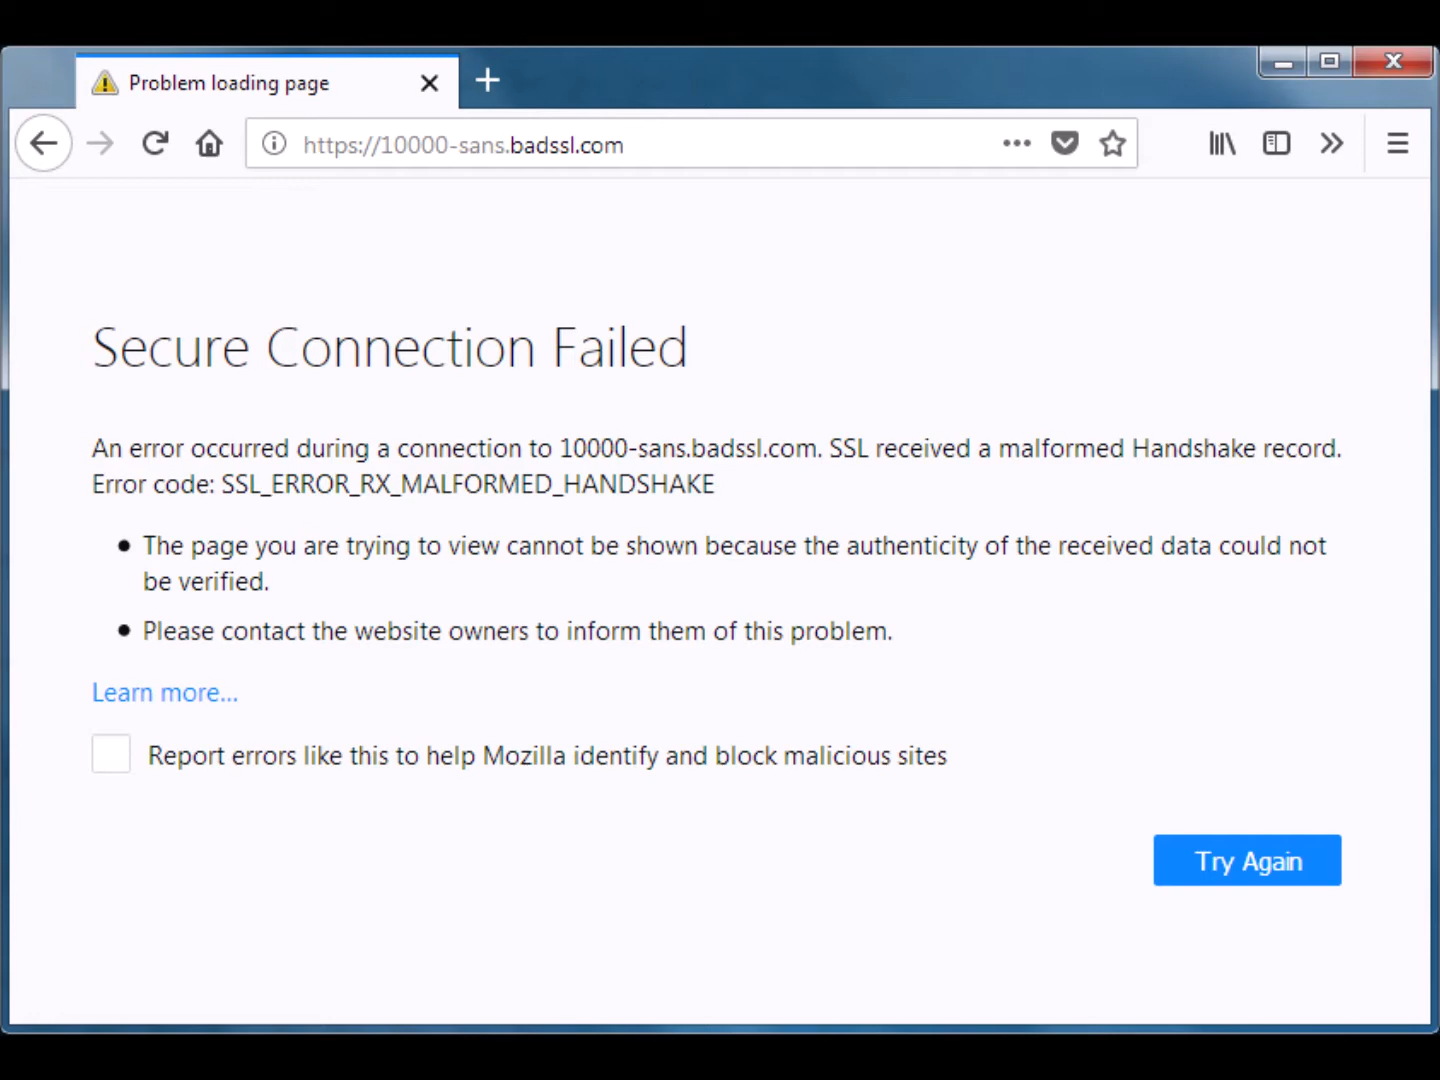 Problem loading page
https://10000-sans.badssl.com
Secure Connection Failed
An error occurred during a connection to 10000-sans.badssl.com. SSL received a malformed Handshake record.
Error code: SSL_ERROR_RX_MALFORMED_HANDSHAKE
The page you are trying to view cannot be shown because the authenticity of the received data could not
be verified.
Please contact the website owners to inform them of this problem.
Learn more...
Report errors like this to help Mozilla identify and block malicious sites
Try Again